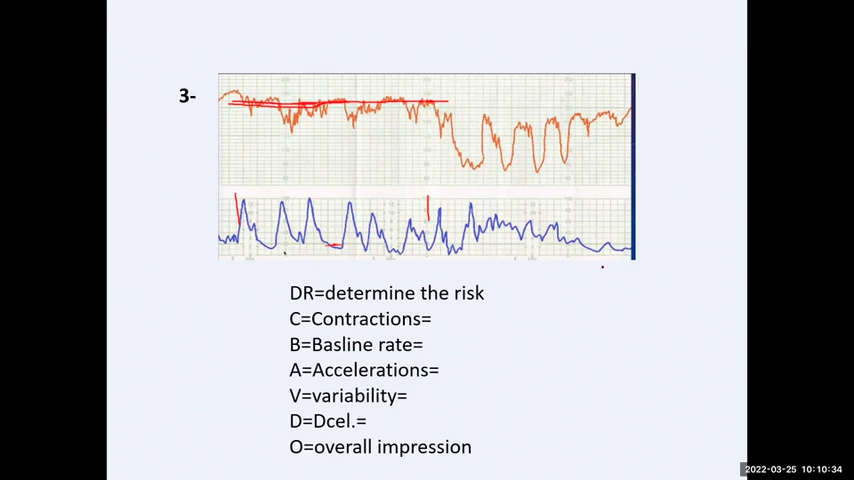 3-
DR=determine the risk
C=Contractions=
B=Basline rate=
A=Accelerations=
V=variability=
D=Dcel.=
O=overall impression
2022-03-25 10:10:34